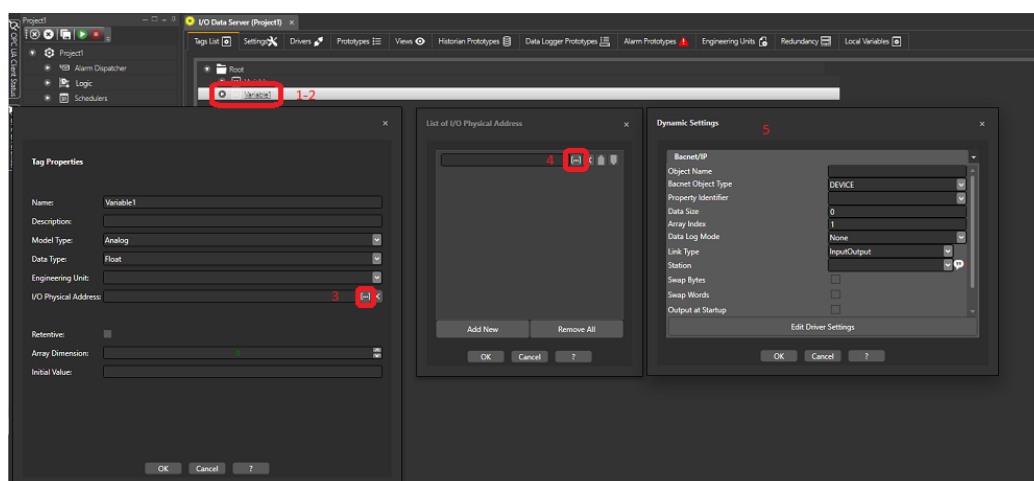 Project1
I/O Data Server (Project1) ×
Tags List Settings Drivers Prototypes Views Historian Prototypes Data Logger Prototypes Alarm Prototypes Engineering Units Redundancy Local Variables
OPC UA Client Status
Project1
Alarm Dispatcher
Logic
Schedulers
Root
Variable1 1-2
Tag Properties
Name: Variable1
Description:
Model Type: Analog
Data Type: Float
Engineering Unit:
I/O Physical Address: 3
Retentive:
Array Dimension: 0
Initial Value:
OK Cancel ?
List of I/O Physical Address ×
4
Add New Remove All
OK Cancel ?
Dynamic Settings 5 ×
Bacnet/IP
Object Name
Bacnet Object Type DEVICE
Property Identifier
Data Size 0
Array Index 1
Data Log Mode None
Link Type InputOutput
Station
Swap Bytes
Swap Words
Output at Startup
Edit Driver Settings
OK Cancel ?